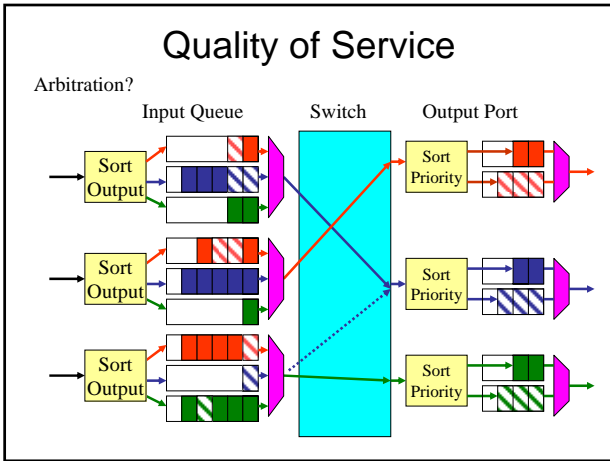 Quality of Service
Arbitration?
Input Queue
Switch
Output Port
Sort
Output
Sort
Priority
Sort
Output
Sort
Priority
Sort
Output
Sort
Priority